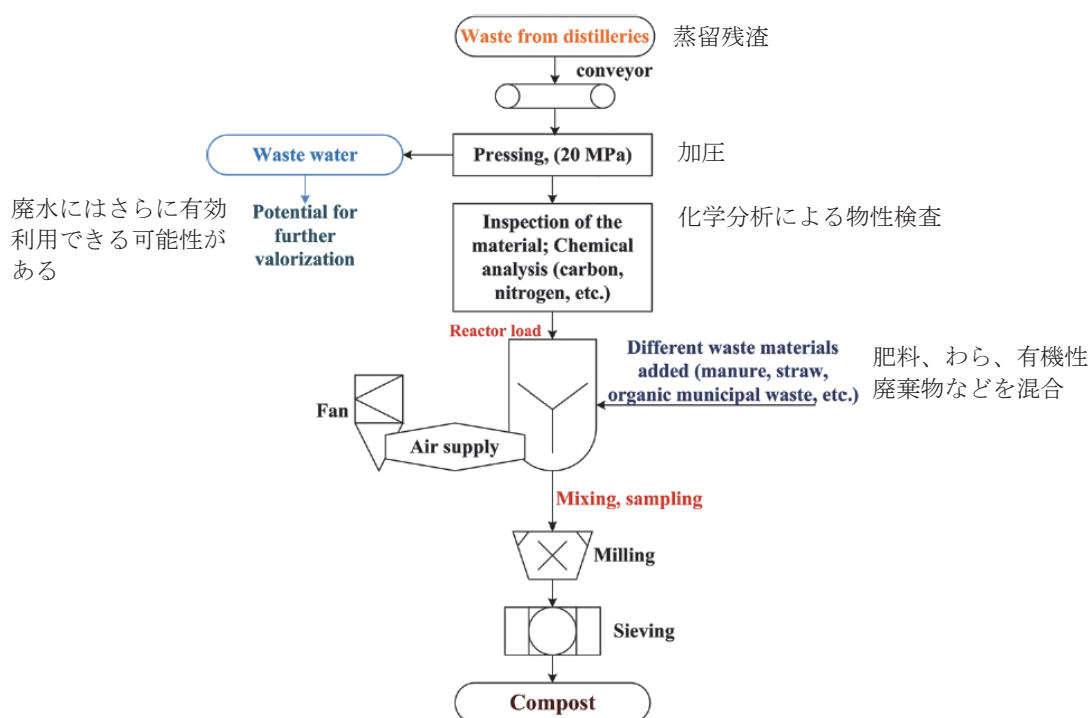 Waste from distilleries
蒸留残渣
conveyor
Waste water
Pressing, (20 MPa)
加圧
廃水にはさらに有効
利用できる可能性が
ある
Potential for
further
valorization
Inspection of the
material; Chemical
analysis (carbon,
nitrogen, etc.)
化学分析による物性検査
Reactor load
Different waste materials
added (manure, straw,
organic municipal waste, etc.)
肥料、わら、有機性
廃棄物などを混合
Fan
Air supply
Mixing, sampling
Milling
Sieving
Compost